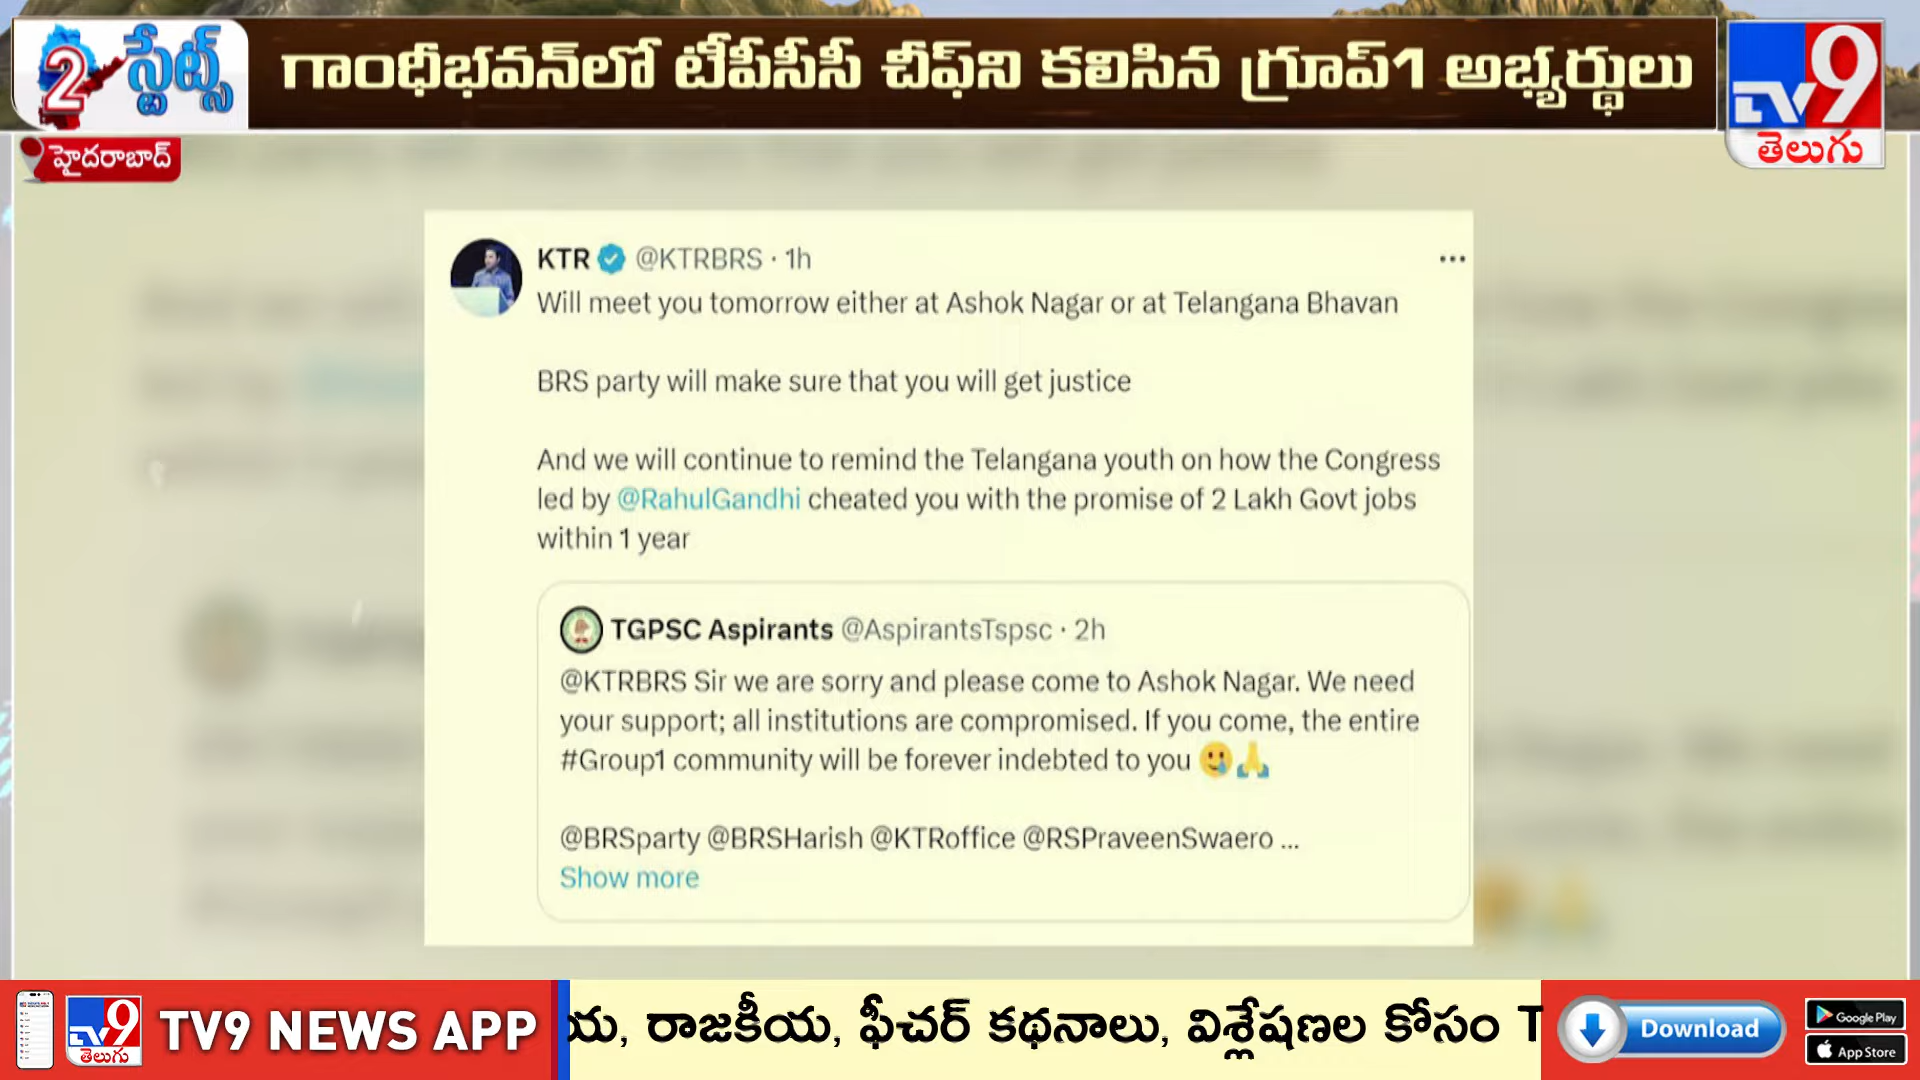 2 స్టేట్స్
గాంధీభవన్‌లో టీపీసీసీ చీఫ్‌ని కలిసిన గ్రూప్1 అభ్యర్థులు
TV9
తెలుగు
హైదరాబాద్
KTR @KTRBRS · 1h
Will meet you tomorrow either at Ashok Nagar or at Telangana Bhavan
BRS party will make sure that you will get justice
And we will continue to remind the Telangana youth on how the Congress
led by @RahulGandhi cheated you with the promise of 2 Lakh Govt jobs
within 1 year
TGPSC Aspirants @AspirantsTspsc · 2h
@KTRBRS Sir we are sorry and please come to Ashok Nagar. We need
your support; all institutions are compromised. If you come, the entire
#Group1 community will be forever indebted to you 🥲🙏
@BRSparty @BRSHarish @KTRoffice @RSPraveenSwaero ...
Show more
TV9
తెలుగు
TV9 NEWS APP
య, రాజకీయ, ఫీచర్ కథనాలు, విశ్లేషణల కోసం T
Download
Google Play
App Store